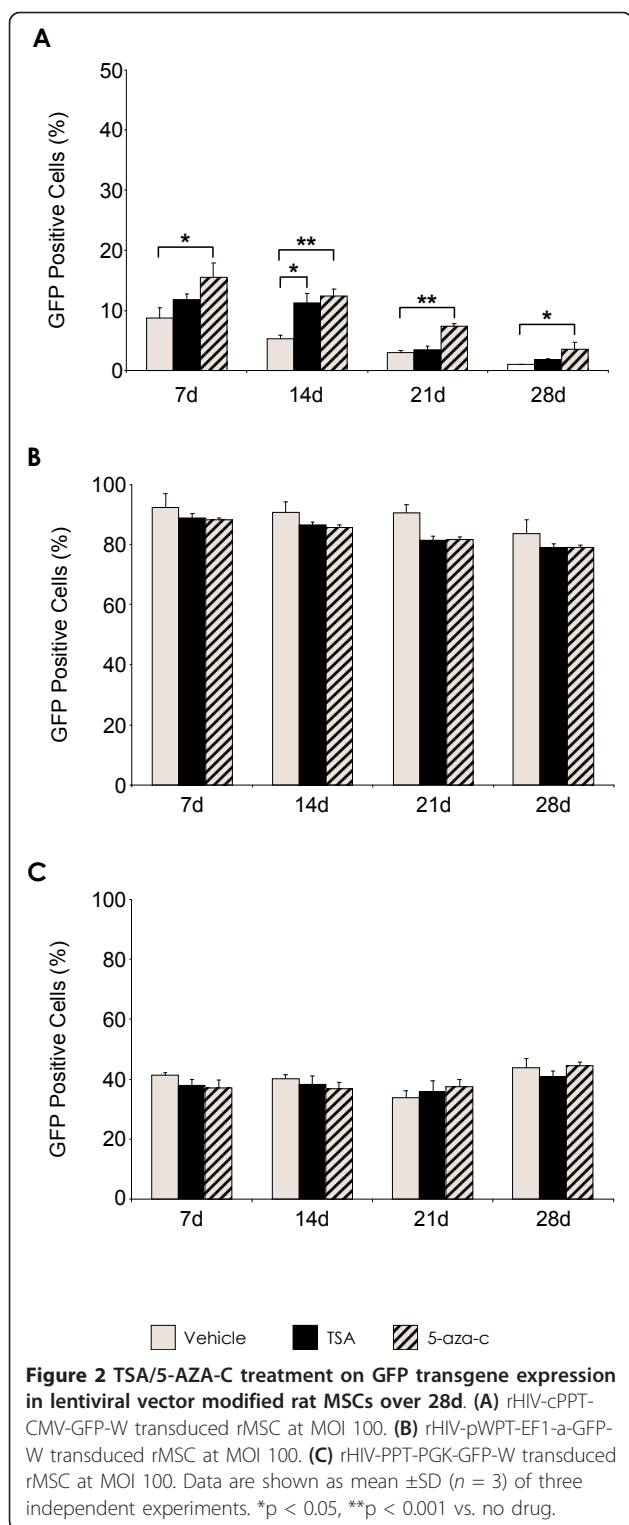 A
50
40
30
20
10
0
GFP Positive Cells (%)
*
**
*
**
*
7d 14d 21d 28d
B
100
80
60
40
20
0
GFP Positive Cells (%)
7d 14d 21d 28d
C
100
80
60
40
20
0
GFP Positive Cells (%)
7d 14d 21d 28d
Vehicle TSA 5-aza-c
Figure 2 TSA/5-AZA-C treatment on GFP transgene expression
in lentiviral vector modified rat MSCs over 28d. (A) rHIV-cPPT-
CMV-GFP-W transduced rMSC at MOI 100. (B) rHIV-pWPT-EF1-a-GFP-
W transduced rMSC at MOI 100. (C) rHIV-PPT-PGK-GFP-W transduced
rMSC at MOI 100. Data are shown as mean ±SD (n = 3) of three
independent experiments. *p < 0.05, **p < 0.001 vs. no drug.